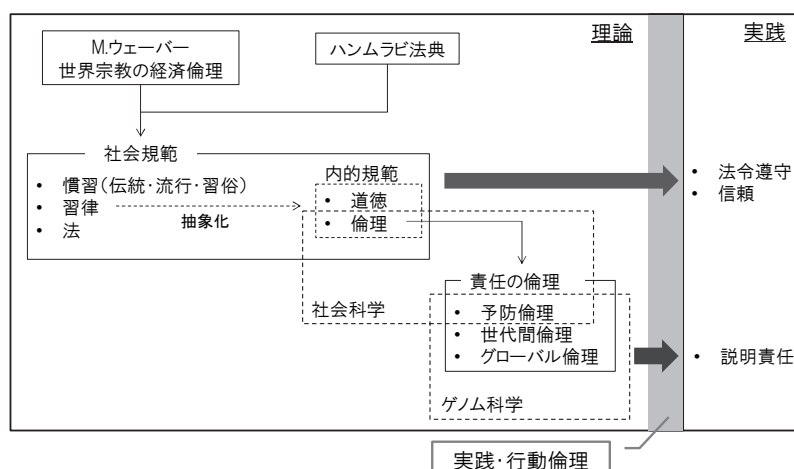 理論
実践
M.ウェーバー
世界宗教の経済倫理
ハンムラビ法典
社会規範
• 慣習(伝統・流行・習俗)
• 習律
• 法
抽象化
内的規範
• 道徳
• 倫理
• 法令遵守
• 信頼
社会科学
責任の倫理
• 予防倫理
• 世代間倫理
• グローバル倫理
• 説明責任
ゲノム科学
実践・行動倫理